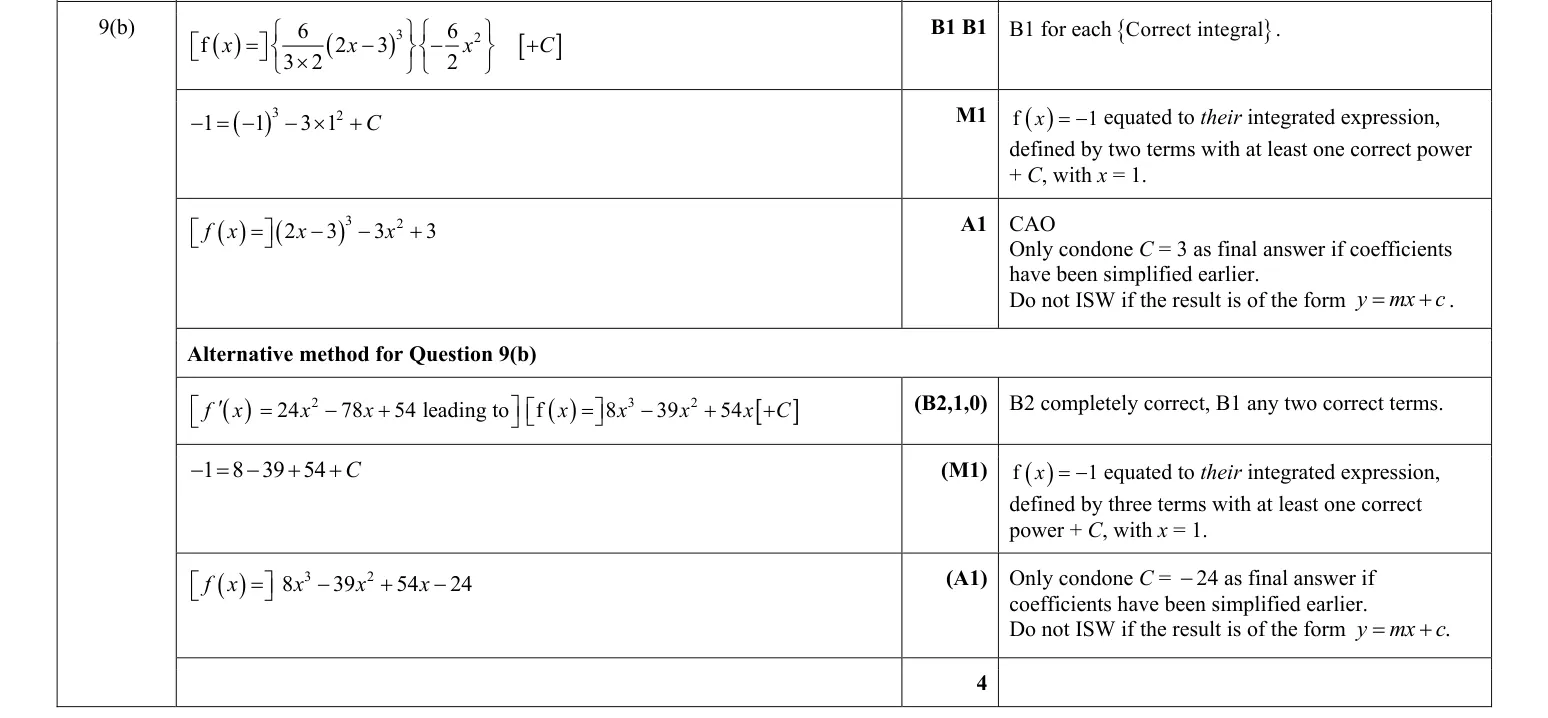 9(b) [f(x)=]{6/(3×2) (2x−3)³}{−6/2 x²} [+C] B1 B1 B1 for each {Correct integral}.
−1=(−1)³−3×1²+C M1 f(x)=−1 equated to their integrated expression,
defined by two terms with at least one correct power
+ C, with x = 1.
[f(x)=](2x−3)³−3x²+3 A1 CAO
Only condone C = 3 as final answer if coefficients
have been simplified earlier.
Do not ISW if the result is of the form y=mx+c.
Alternative method for Question 9(b)
[f′(x) = 24x²−78x+54 leading to][f(x)=]8x³−39x²+54x[+C] (B2,1,0) B2 completely correct, B1 any two correct terms.
−1=8−39+54+C (M1) f(x)=−1 equated to their integrated expression,
defined by three terms with at least one correct
power + C, with x = 1.
[f(x)=] 8x³−39x²+54x−24 (A1) Only condone C = −24 as final answer if
coefficients have been simplified earlier.
Do not ISW if the result is of the form y=mx+c.
4